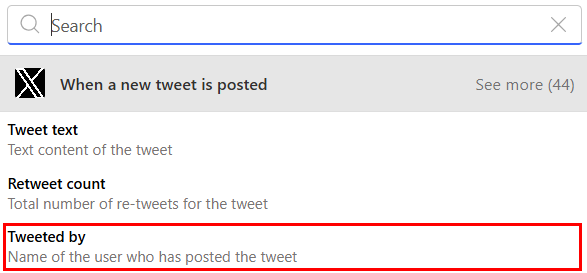 Search
When a new tweet is posted See more (44)
Tweet text
Text content of the tweet
Retweet count
Total number of re-tweets for the tweet
Tweeted by
Name of the user who has posted the tweet